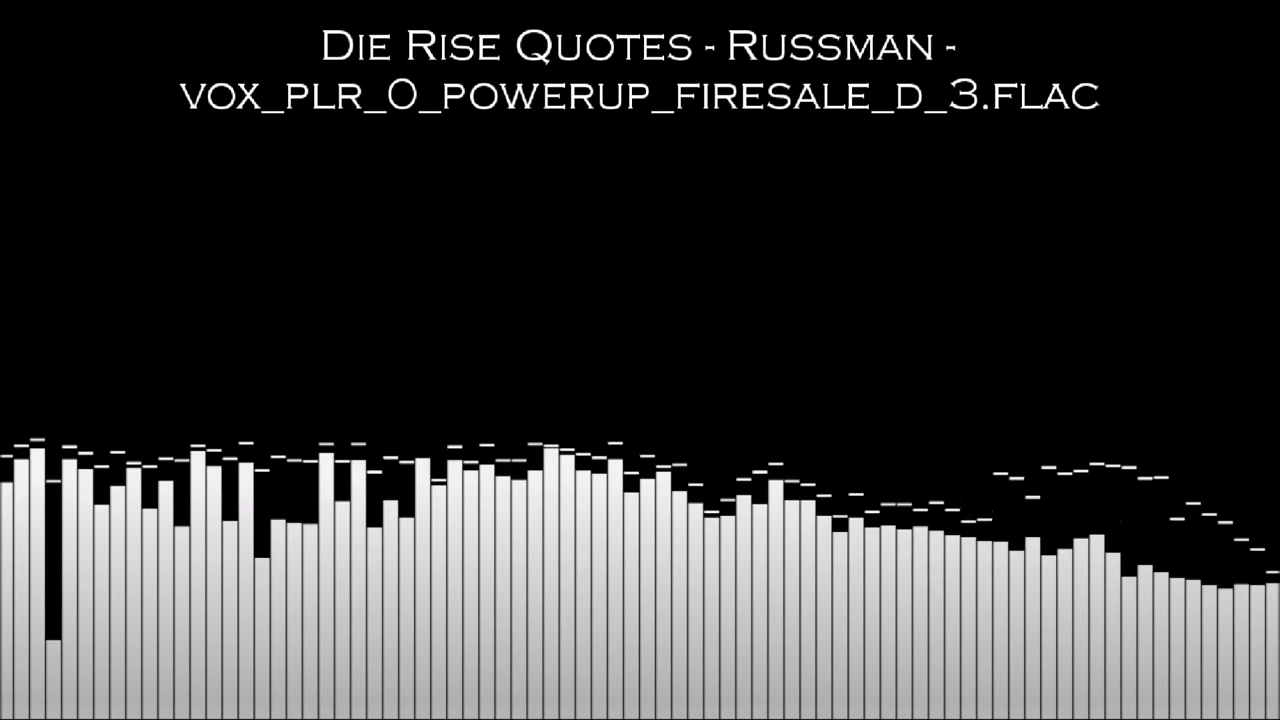 Die Rise Quotes - Russman -
vox_plr_0_powerup_firesale_d_3.flac